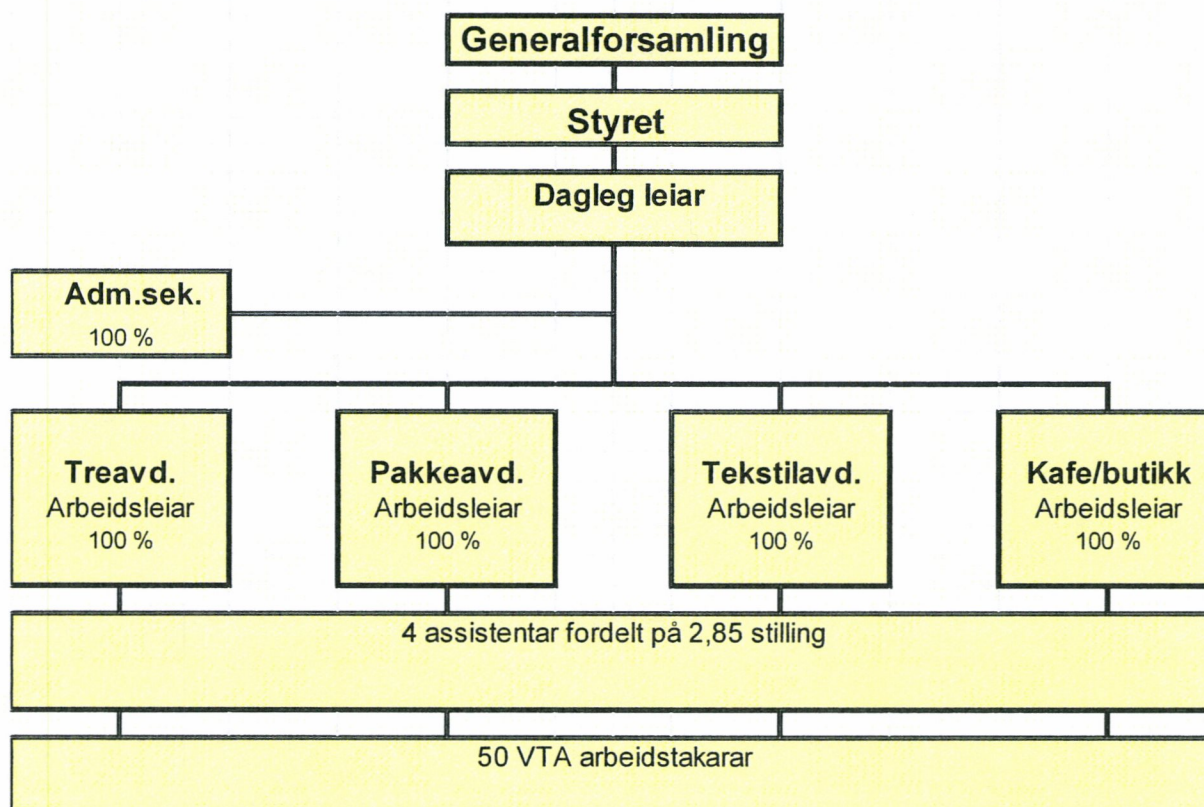 Generalforsamling
Styret
Dagleg leiar
Adm.sek.
100 %
Treavd.
Arbeidsleiar
100 %
Pakkeavd.
Arbeidsleiar
100 %
Tekstilavd.
Arbeidsleiar
100 %
Kafe/butikk
Arbeidsleiar
100 %
4 assistentar fordelt på 2,85 stilling
50 VTA arbeidstakarar